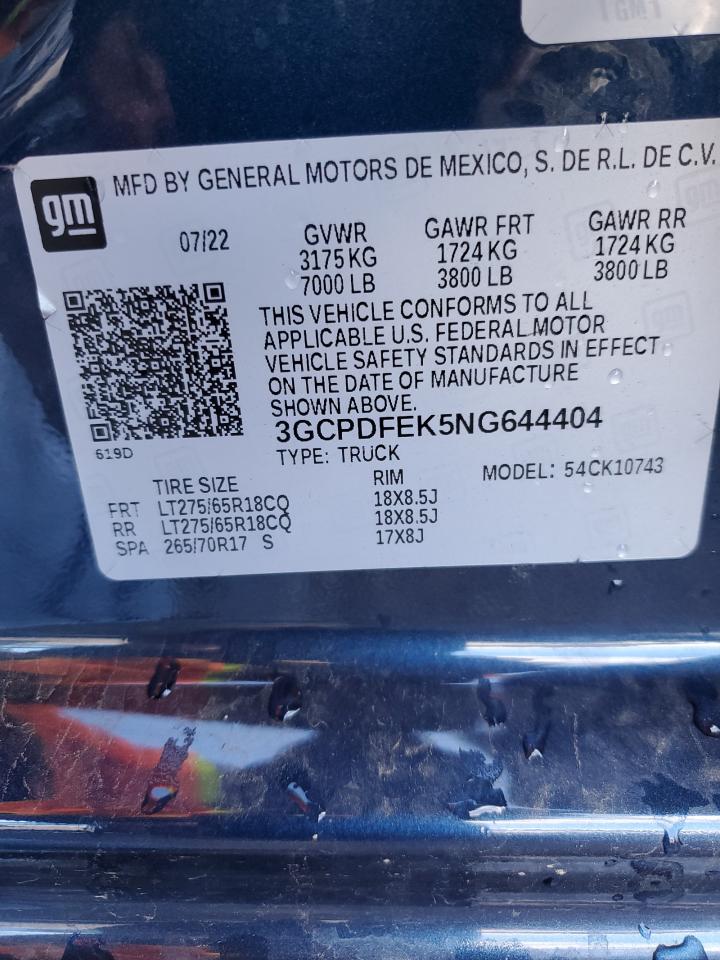 gm
MFD BY GENERAL MOTORS DE MEXICO, S. DE R.L. DE C.V.
07/22
GVWR GAWR FRT GAWR RR
3175 KG 1724 KG 1724 KG
7000 LB 3800 LB 3800 LB
THIS VEHICLE CONFORMS TO ALL
APPLICABLE U.S. FEDERAL MOTOR
VEHICLE SAFETY STANDARDS IN EFFECT
ON THE DATE OF MANUFACTURE
SHOWN ABOVE.
3GCPDFEK5NG644404
619D
TYPE: TRUCK MODEL: 54CK10743
TIRE SIZE RIM
FRT LT275/65R18CQ 18X8.5J
RR LT275/65R18CQ 18X8.5J
SPA 265/70R17 S 17X8J